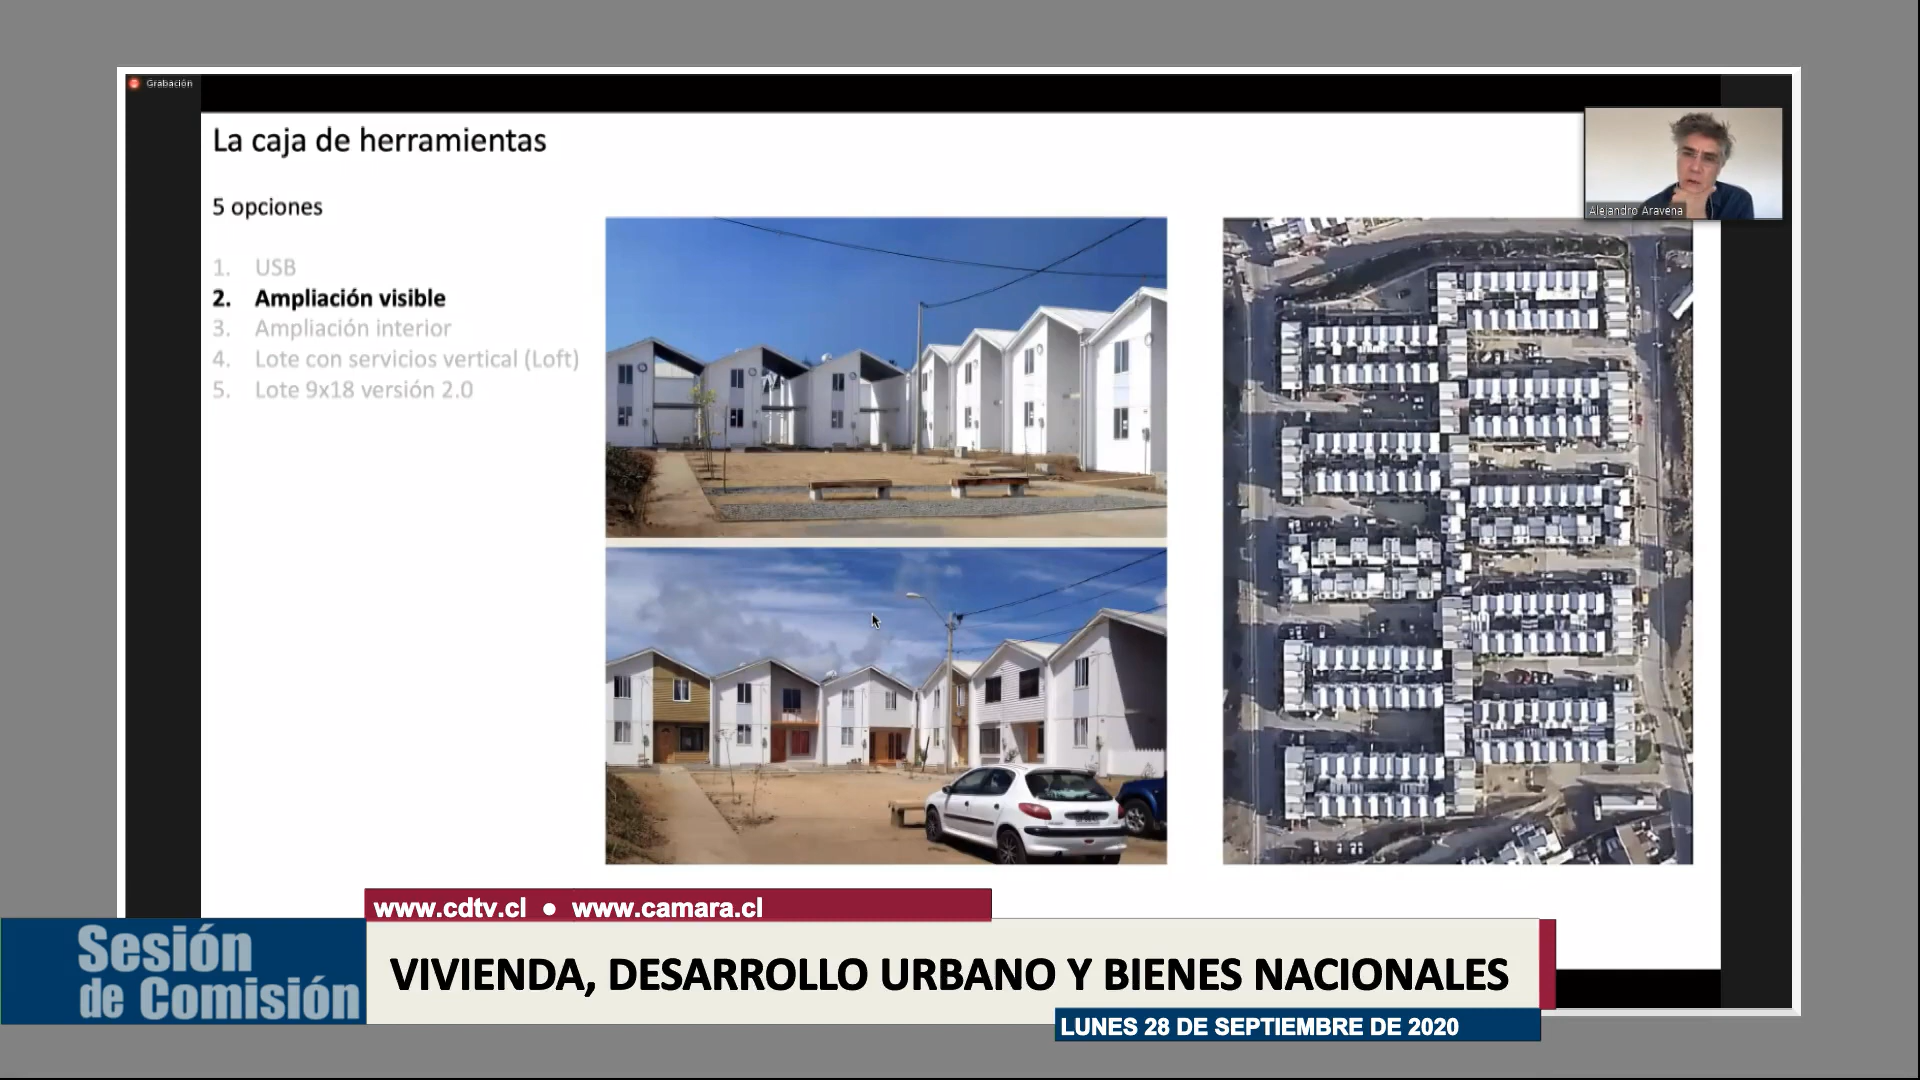 Grabación
La caja de herramientas
Alejandro Aravena
5 opciones
1. USB
2. Ampliación visible
3. Ampliación interior
4. Lote con servicios vertical (Loft)
5. Lote 9x18 versión 2.0
www.cdtv.cl ● www.camara.cl
Sesión
de Comisión
VIVIENDA, DESARROLLO URBANO Y BIENES NACIONALES
LUNES 28 DE SEPTIEMBRE DE 2020